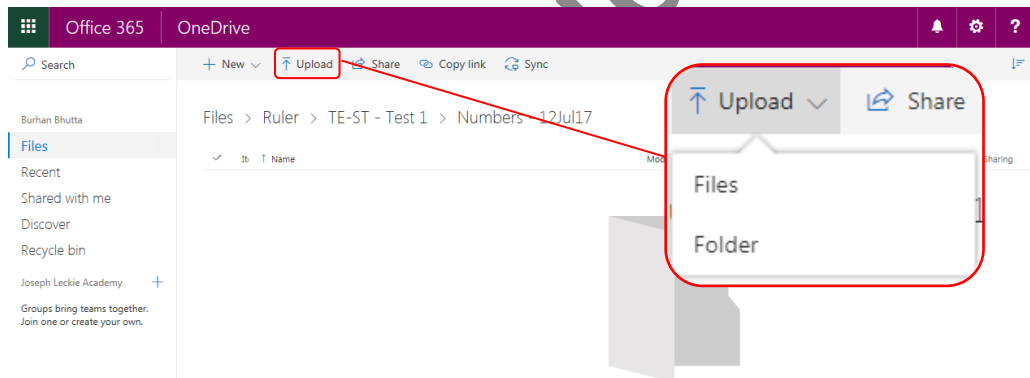 Office 365 OneDrive ?
Search
+ New Upload Share Copy link Sync
Burhan Bhutta
Files
Recent
Shared with me
Discover
Recycle bin
Joseph Leckie Academy +
Groups bring teams together.
Join one or create your own.
Files > Ruler > TE-ST - Test 1 > Numbers - 12Jul17
Name
Sharing
Upload Share
Files
Folder